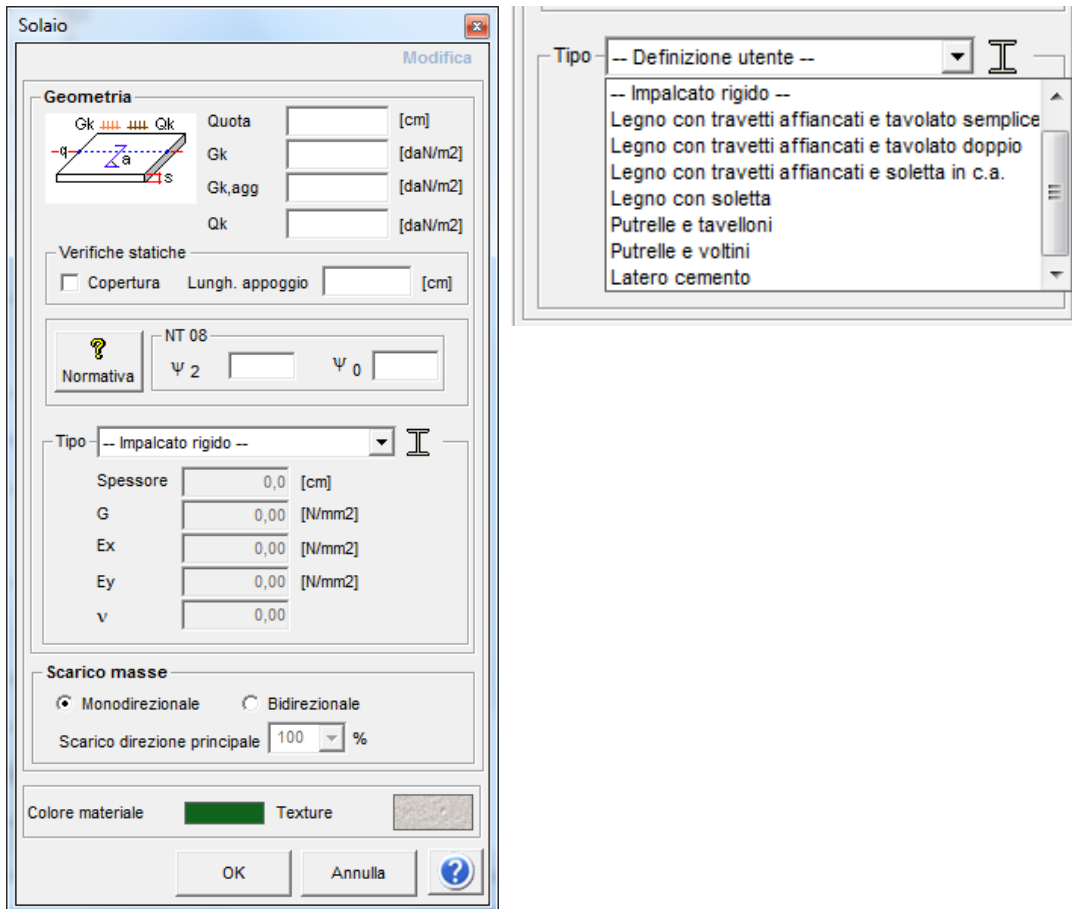 Solaio
Modifica
Geometria
Gk Qk
q
a
s
Quota [cm]
Gk [daN/m2]
Gk,agg [daN/m2]
Qk [daN/m2]
Verifiche statiche
Copertura Lungh. appoggio [cm]
? Normativa
NT 08
Ψ 2 Ψ 0
Tipo -- Impalcato rigido --
Spessore 0,0 [cm]
G 0,00 [N/mm2]
Ex 0,00 [N/mm2]
Ey 0,00 [N/mm2]
ν 0,00
Scarico masse
Monodirezionale Bidirezionale
Scarico direzione principale 100 %
Colore materiale Texture
OK Annulla ?
Tipo -- Definizione utente --
-- Impalcato rigido --
Legno con travetti affiancati e tavolato semplice
Legno con travetti affiancati e tavolato doppio
Legno con travetti affiancati e soletta in c.a.
Legno con soletta
Putrelle e tavelloni
Putrelle e voltini
Latero cemento